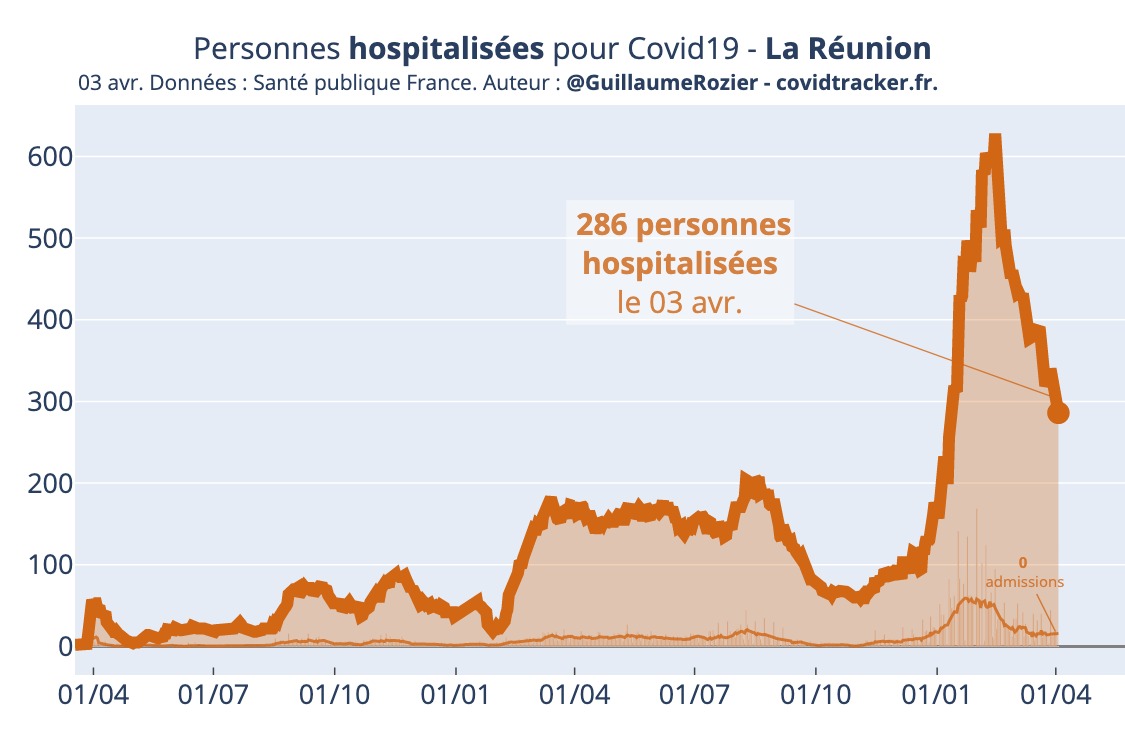 Personnes hospitalisées pour Covid19 - La Réunion
03 avr. Données : Santé publique France. Auteur : @GuillaumeRozier - covidtracker.fr.
600
500
400
300
200
100
0
286 personnes
hospitalisées
le 03 avr.
0
admissions
01/04
01/07
01/10
01/01
01/04
01/07
01/10
01/01
01/04